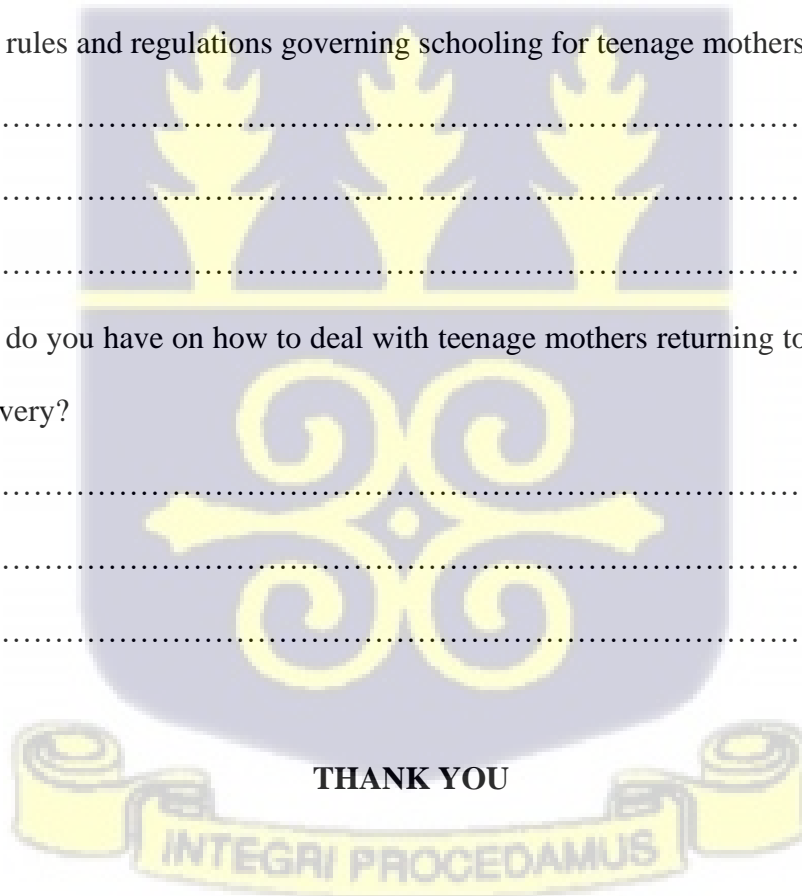 rules and regulations governing schooling for teenage mothers
………………………………………………………………………………
………………………………………………………………………………
………………………………………………………………………………
do you have on how to deal with teenage mothers returning to
very?
………………………………………………………………………………
………………………………………………………………………………
………………………………………………………………………………
THANK YOU
INTEGRI PROCEDAMUS